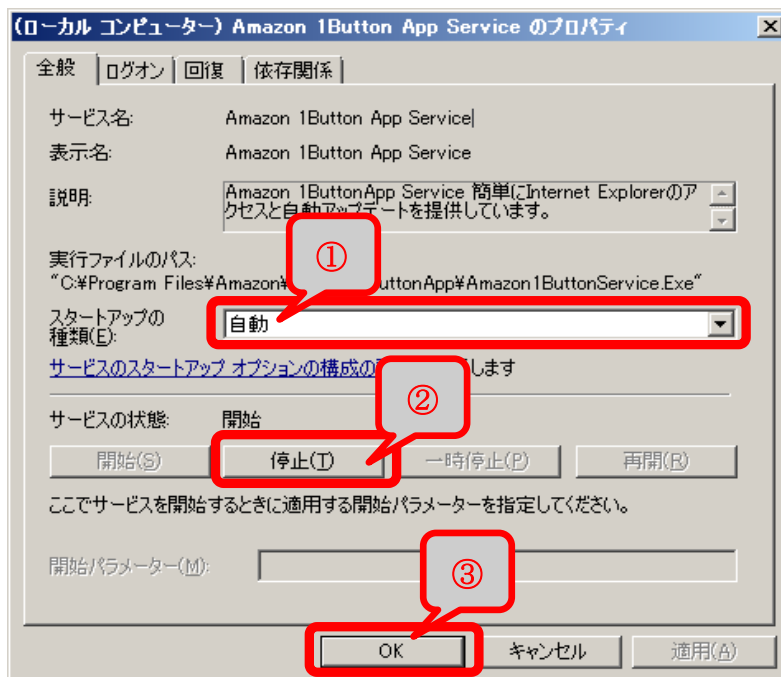 (ローカル コンピューター) Amazon 1Button App Service のプロパティ
全般 ログオン 回復 依存関係
サービス名: Amazon 1Button App Service
表示名: Amazon 1Button App Service
説明: Amazon 1ButtonApp Service 簡単にInternet Explorerのア
クセスと自動アップデートを提供しています。
実行ファイルのパス:
①
"C:¥Program Files¥Amazon¥ uttonApp¥Amazon1ButtonService.Exe"
スタートアップの
種類(E): 自動
サービスのスタートアップ オプションの構成の します
②
サービスの状態: 開始
開始(S) 停止(T) 一時停止(P) 再開(R)
ここでサービスを開始するときに適用する開始パラメーターを指定してください。
開始パラメーター(M):
③
OK キャンセル 適用(A)